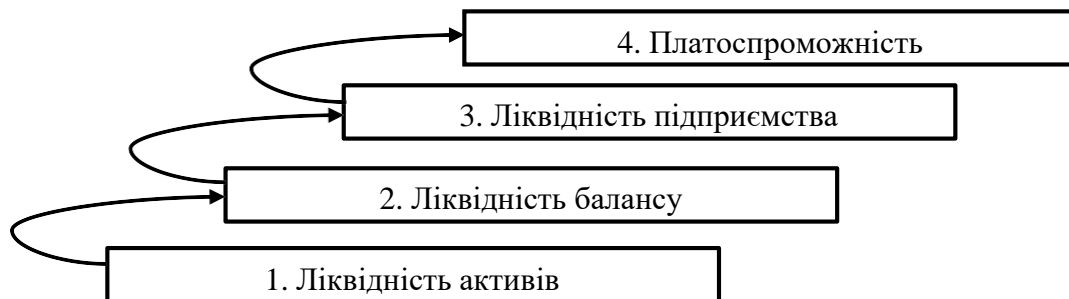 4. Платоспроможність
3. Ліквідність підприємства
2. Ліквідність балансу
1. Ліквідність активів